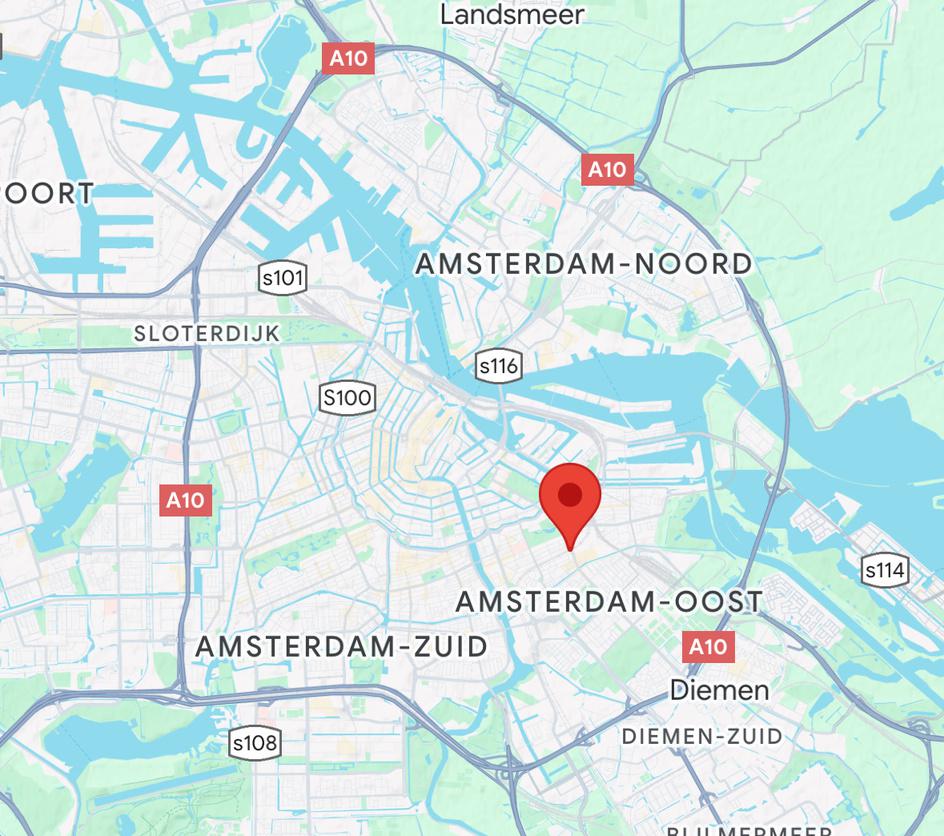 Landsmeer
A10
A10
OORT
AMSTERDAM-NOORD
s101
SLOTERDIJK
s116
S100
A10
s114
AMSTERDAM-OOST
AMSTERDAM-ZUID
A10
Diemen
DIEMEN-ZUID
s108
BIJLMERMEER